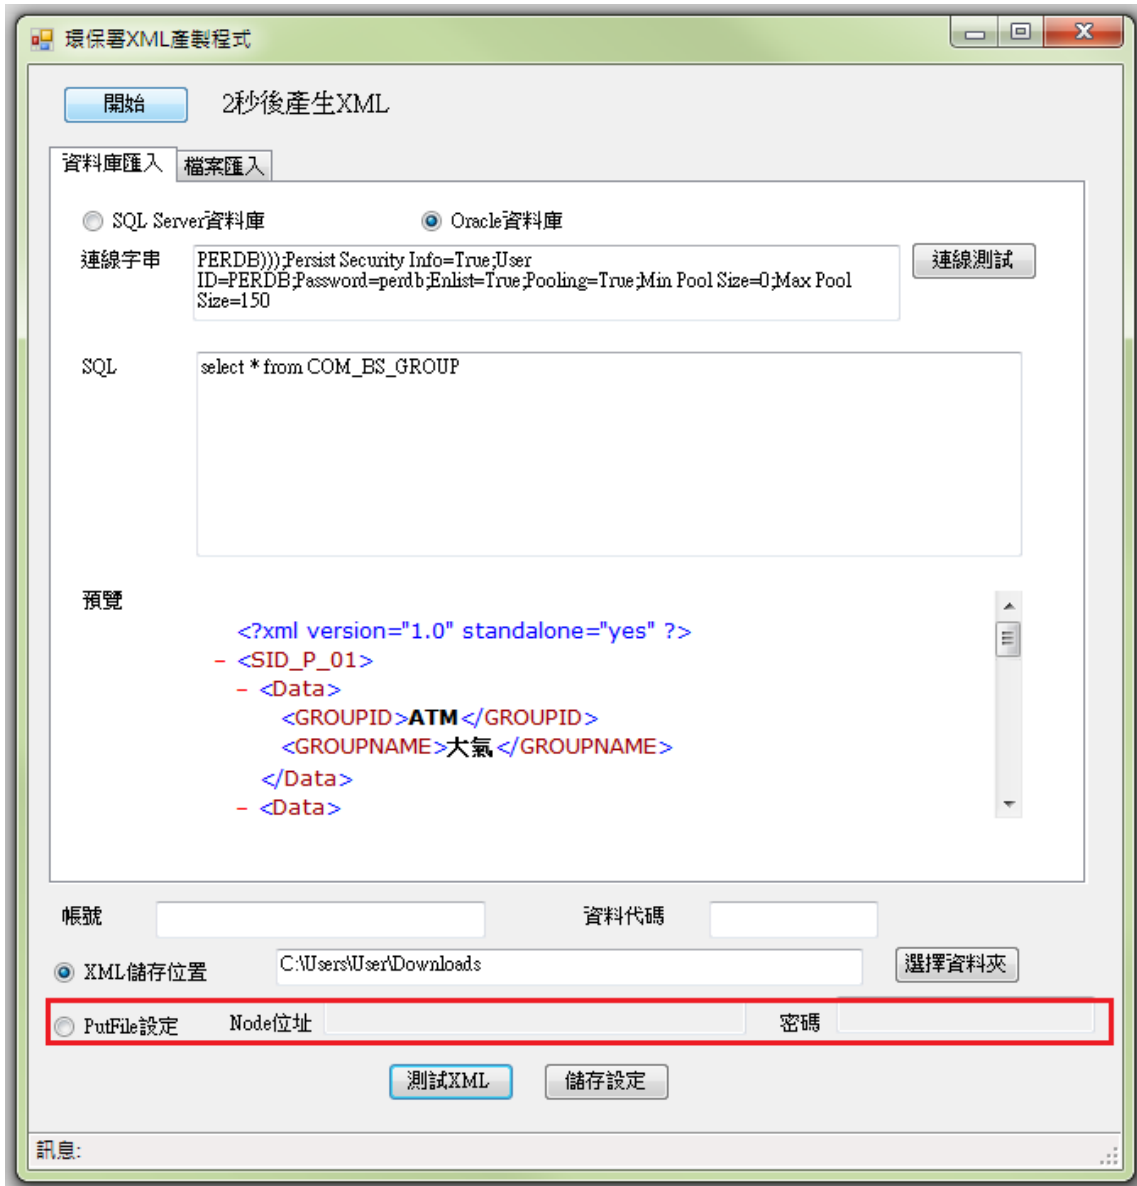 環保署XML產製程式
開始 2秒後產生XML
資料庫匯入 檔案匯入
SQL Server資料庫 Oracle資料庫
連線字串 PERDB)));Persist Security Info=True;User 連線測試
ID=PERDB;Password=perdb;Enlist=True;Pooling=True;Min Pool Size=0;Max Pool
Size=150
SQL select * from COM_BS_GROUP
預覽
<?xml version="1.0" standalone="yes" ?>
- <SID_P_01>
- <Data>
<GROUPID>ATM</GROUPID>
<GROUPNAME>大氣</GROUPNAME>
</Data>
- <Data>
帳號 資料代碼
XML儲存位置 C:\Users\User\Downloads 選擇資料夾
PutFile設定 Node位址 密碼
測試XML 儲存設定
訊息: